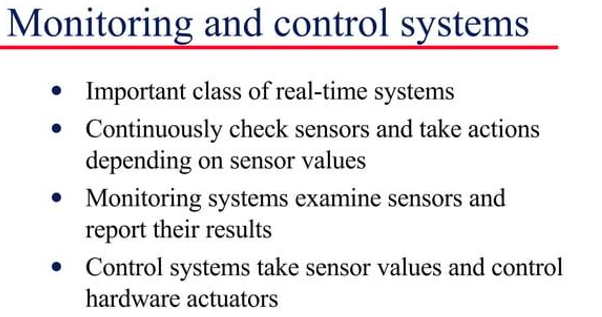 Monitoring and control systems
• Important class of real-time systems
• Continuously check sensors and take actions
depending on sensor values
• Monitoring systems examine sensors and
report their results
• Control systems take sensor values and control
hardware actuators